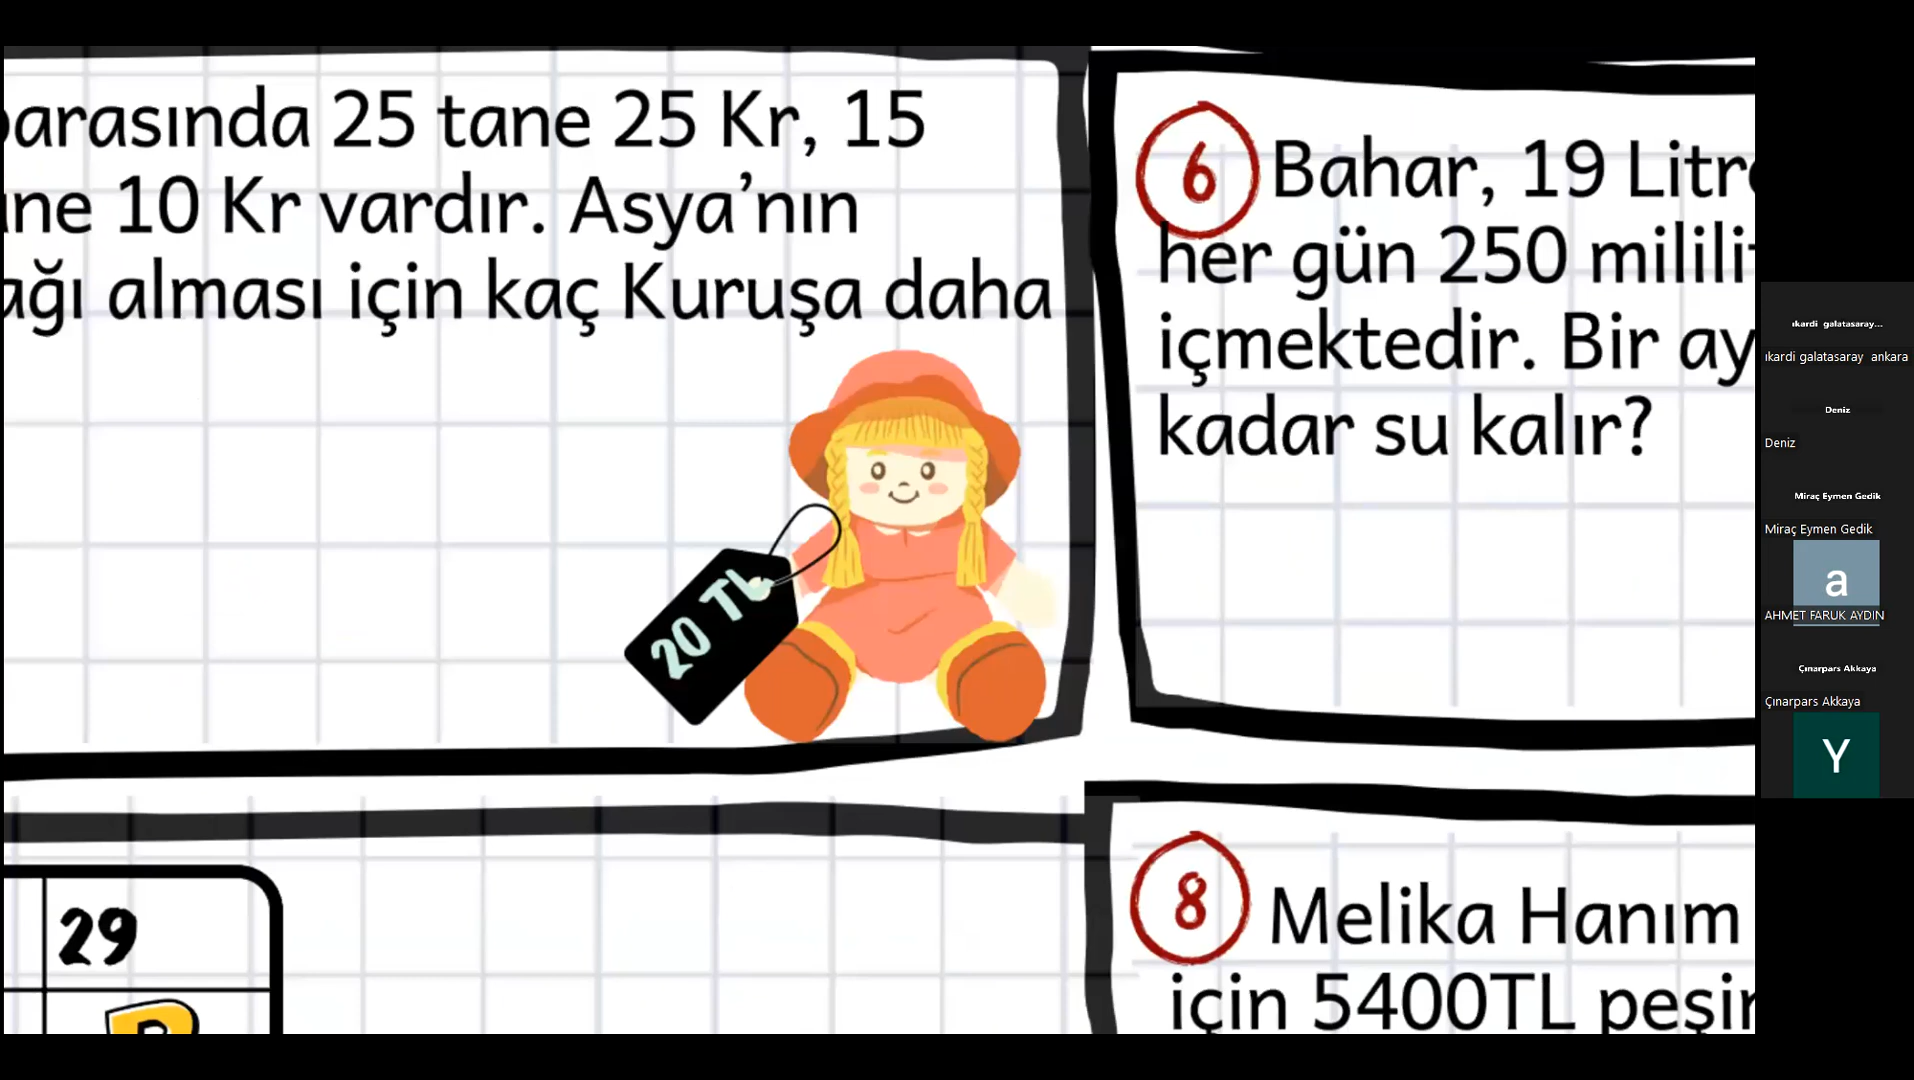 parasında 25 tane 25 Kr, 15
ne 10 Kr vardır. Asya'nın
ağı alması için kaç Kuruşa daha
20 TL
29
6
Bahar, 19 Litre
her gün 250 milili
içmektedir. Bir ay
kadar su kalır?
8
Melika Hanım
için 5400TL peşin
ıkardi galatasaray...
ıkardi galatasaray ankara
Deniz
Deniz
Miraç Eymen Gedik
Miraç Eymen Gedik
a
AHMET FARUK AYDIN
Çınarpars Akkaya
Çınarpars Akkaya
Y